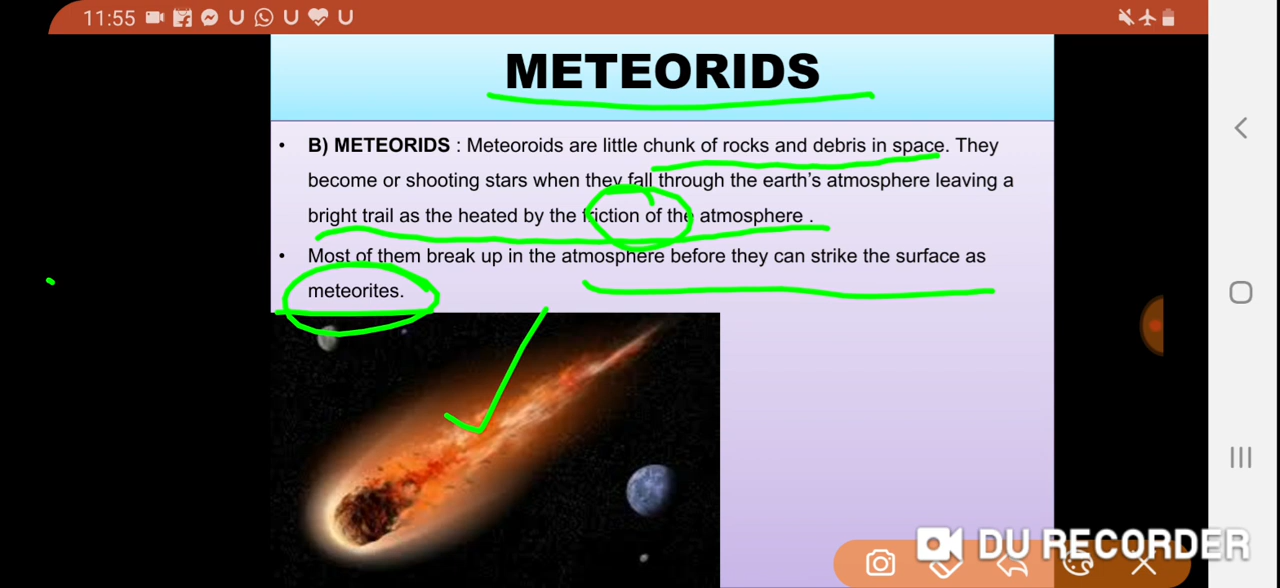 11:55
METEORIDS
• B) METEORIDS : Meteoroids are little chunk of rocks and debris in space. They
become or shooting stars when they fall through the earth's atmosphere leaving a
bright trail as the heated by the friction of the atmosphere .
• Most of them break up in the atmosphere before they can strike the surface as
meteorites.
DU RECORDER